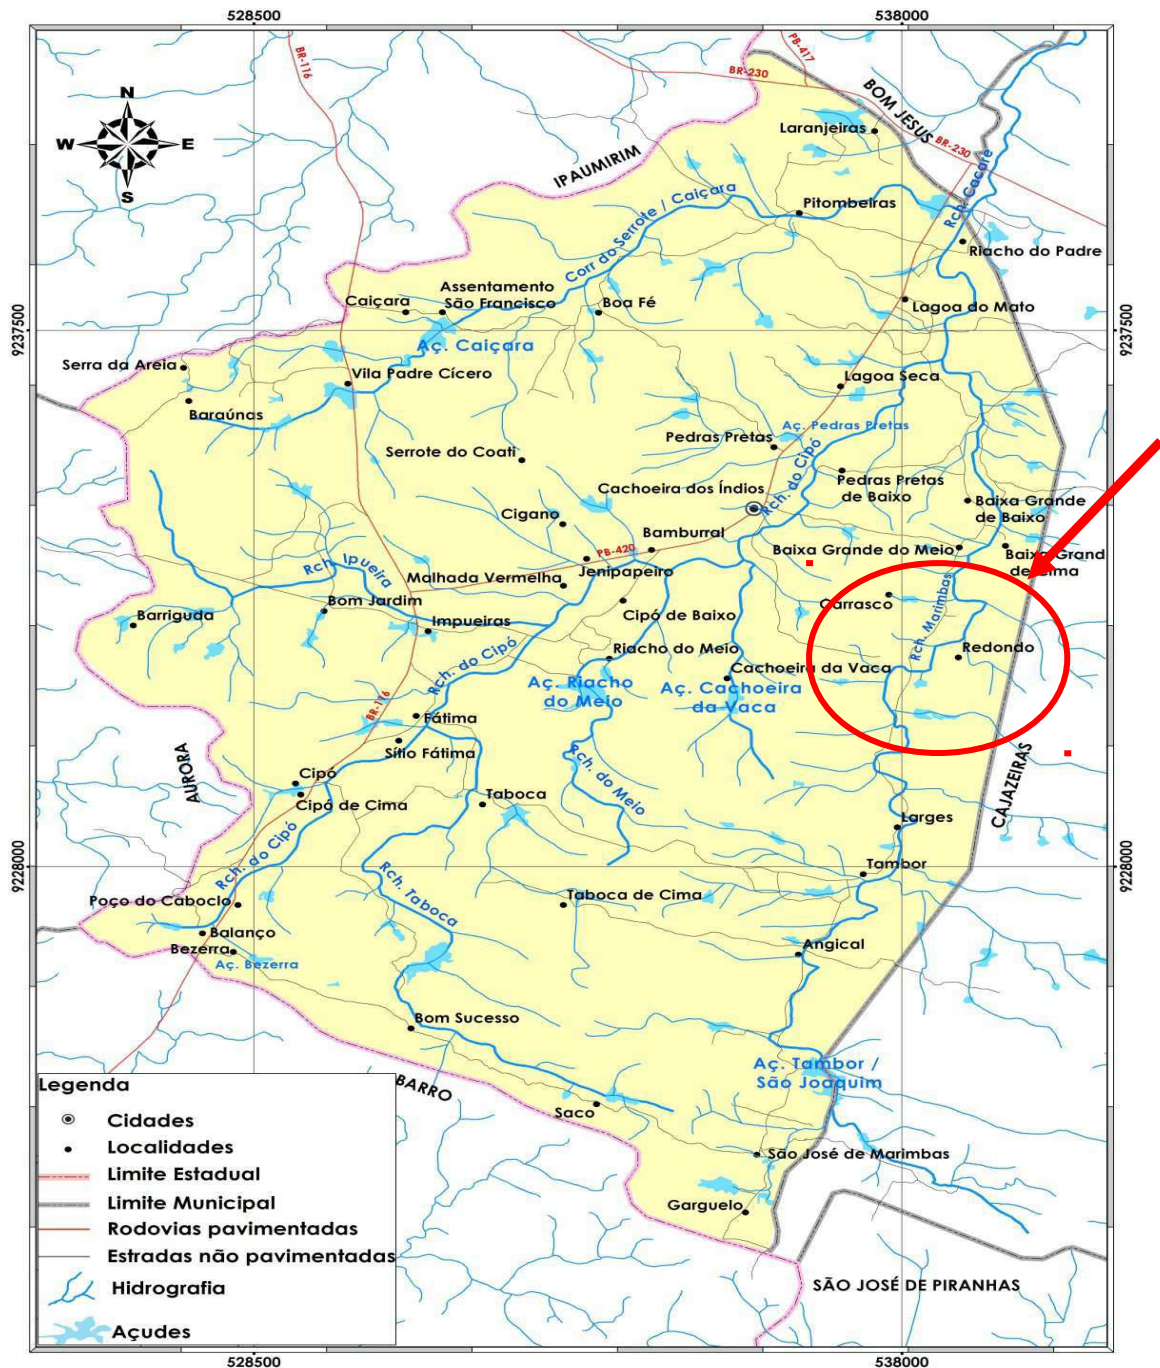 528500
538000
BR-116
PB-417
BR-230
BOM JESUS
Laranjeiras
BR-230
N
W
E
S
IPAUMIRIM
Rch. Cacaré
Corr do Serrote / Caiçara
Pitombeiras
Riacho do Padre
Assentamento
São Francisco
Caiçara
Boa Fé
Lagoa do Mato
9237500
9237500
Aç. Caiçara
Serra da Areia
Vila Padre Cícero
Lagoa Seca
Baraúnas
Aç. Pedras Pretas
Pedras Pretas
Serrote do Coati
Rch. do Cipó
Pedras Pretas
de Baixo
Cachoeira dos Índios
Baixa Grande
de Baixo
Cigano
Bamburral
PB-420
Baixa Grande do Meio
Baixa Grand
de Cima
Rch. Ipueira
Malhada Vermelha
Jenipapeiro
Carrasco
Rch. Marimbas
Bom Jardim
Barriguda
Impueiras
Cipó de Baixo
Redondo
Rch. do Cipó
Riacho do Meio
Cachoeira da Vaca
Aç. Riacho
do Meio
Aç. Cachoeira
da Vaca
BR-116
Fátima
Sítio Fátima
AURORA
Rch. do Meio
CAJAZEIRAS
Cipó
Cipó de Cima
Taboca
Larges
Rch. do Cipó
Tambor
9228000
9228000
Rch. Taboca
Poço do Caboclo
Taboca de Cima
Balanço
Bezerra
Aç. Bezerra
Angical
Bom Sucesso
Aç. Tambor /
São Joaquim
BARRO
Saco
São José de Marimbas
Garguelo
SÃO JOSÉ DE PIRANHAS
Legenda
Cidades
Localidades
Limite Estadual
Limite Municipal
Rodovias pavimentadas
Estradas não pavimentadas
Hidrografia
Açudes
528500
538000